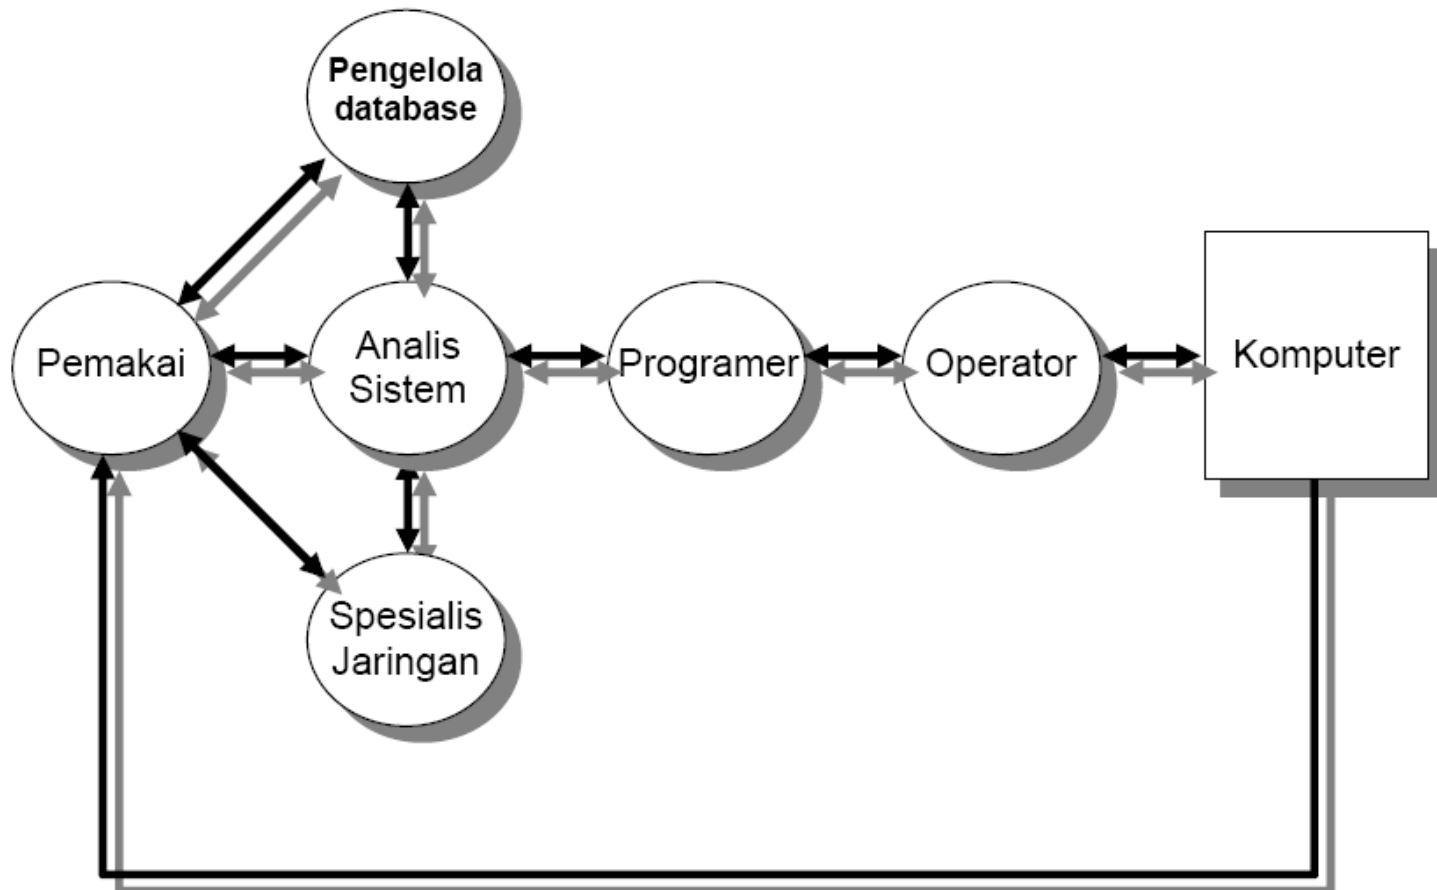 Pengelola
database
Pemakai
Analis
Sistem
Programer
Operator
Komputer
Spesialis
Jaringan